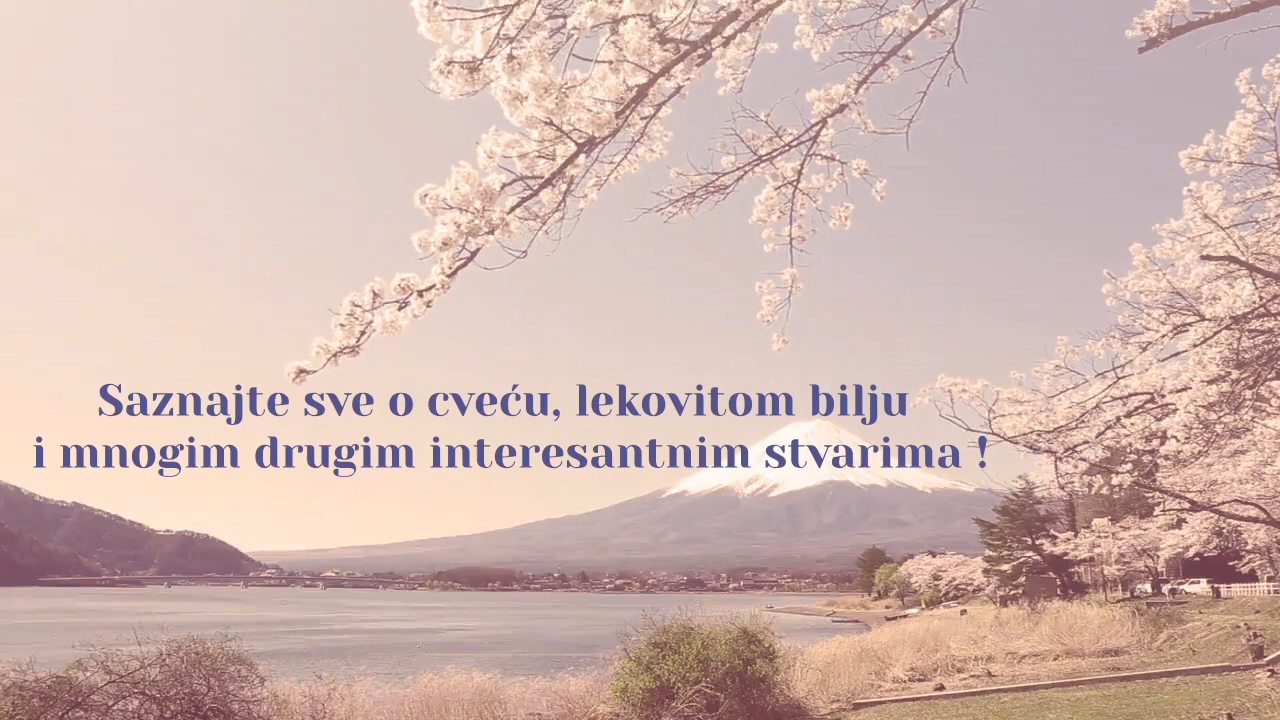 Saznajte sve o cveću, lekovitom bilju
i mnogim drugim interesantnim stvarima !